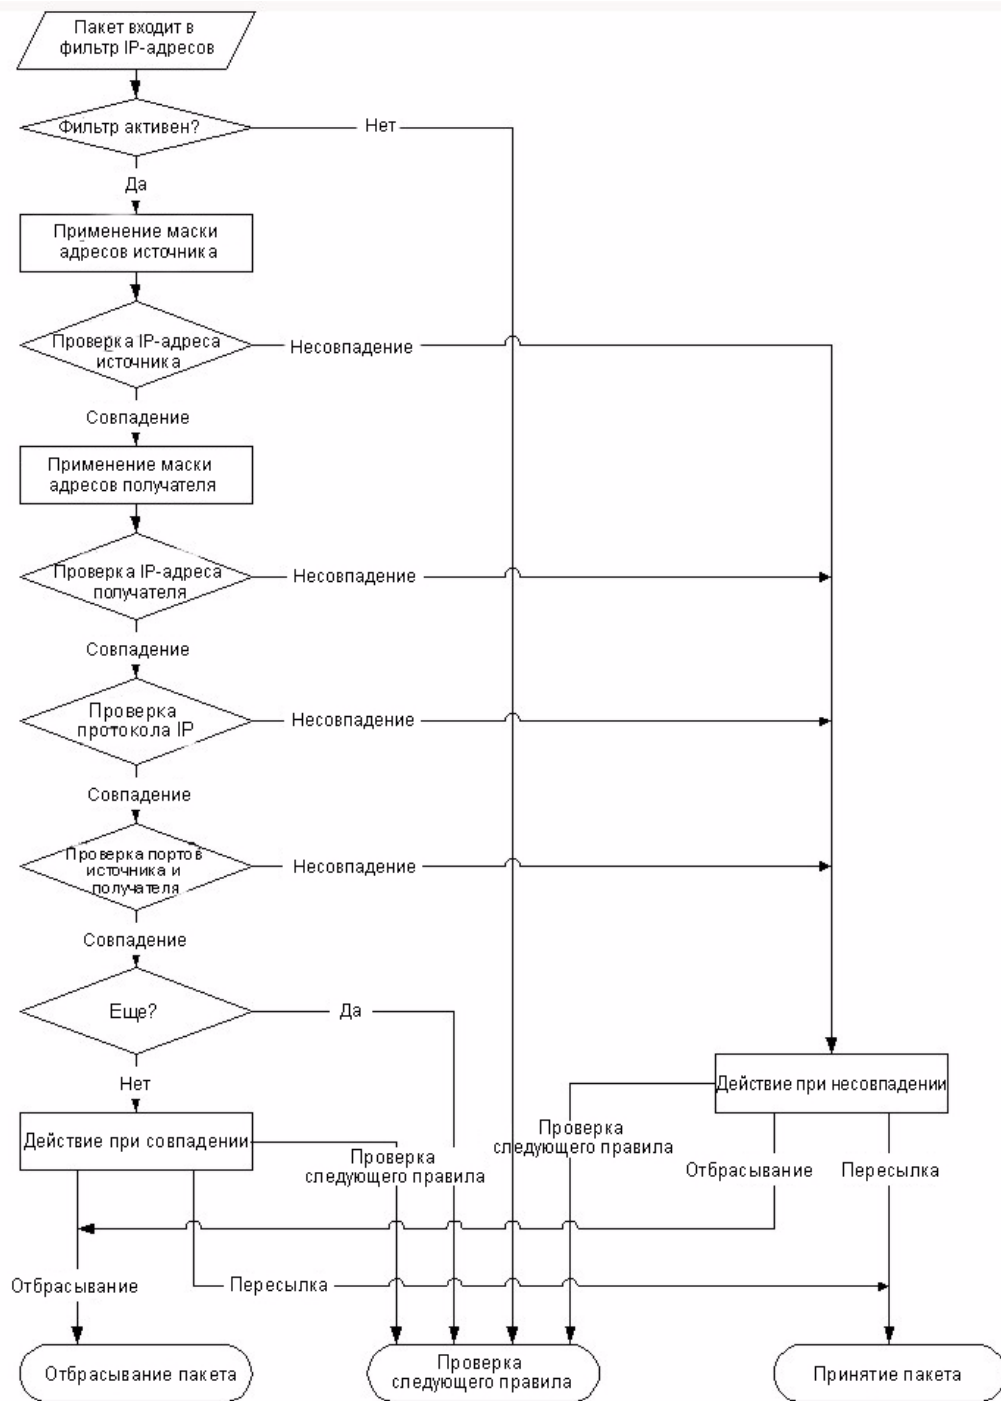 Пакет входит в
фильтр IP-адресов
Фильтр активен?
Нет
Да
Применение маски
адресов источника
Проверка IP-адреса
источника
Несовпадение
Совпадение
Применение маски
адресов получателя
Проверка IP-адреса
получателя
Несовпадение
Совпадение
Проверка
протокола IP
Несовпадение
Совпадение
Проверка портов
источника и
получателя
Несовпадение
Совпадение
Еще?
Да
Нет
Действие при несовпадении
Действие при совпадении
Проверка
следующего правила
Проверка
следующего правила
Отбрасывание
Пересылка
Отбрасывание
Пересылка
Отбрасывание пакета
Проверка
следующего правила
Принятие пакета